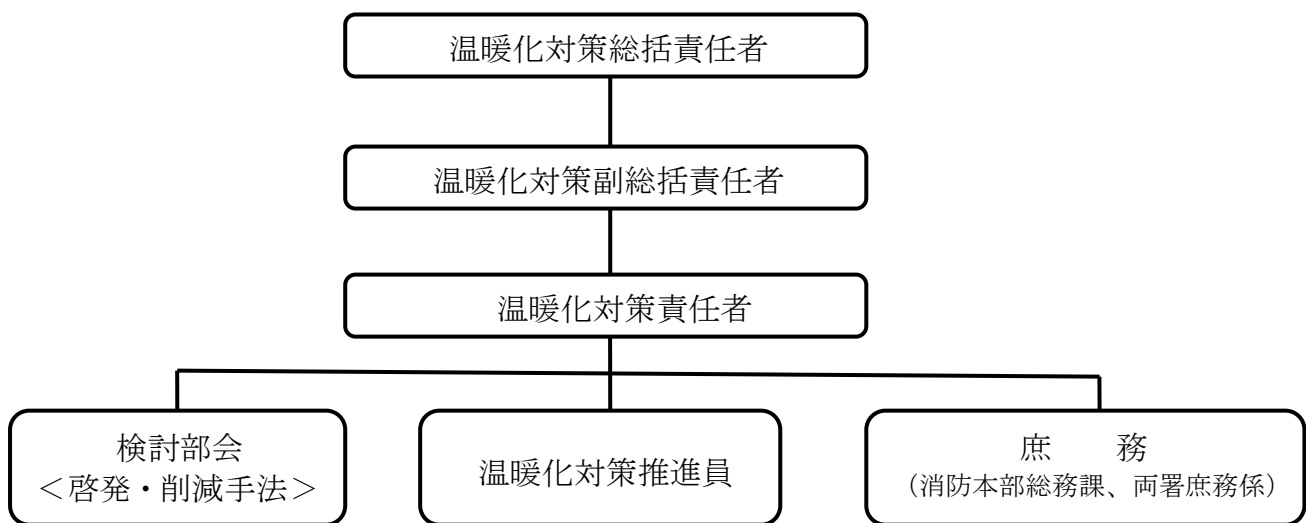 温暖化対策総括責任者
温暖化対策副総括責任者
温暖化対策責任者
検討部会
＜啓発・削減手法＞
温暖化対策推進員
庶　　務
（消防本部総務課、両署庶務係）